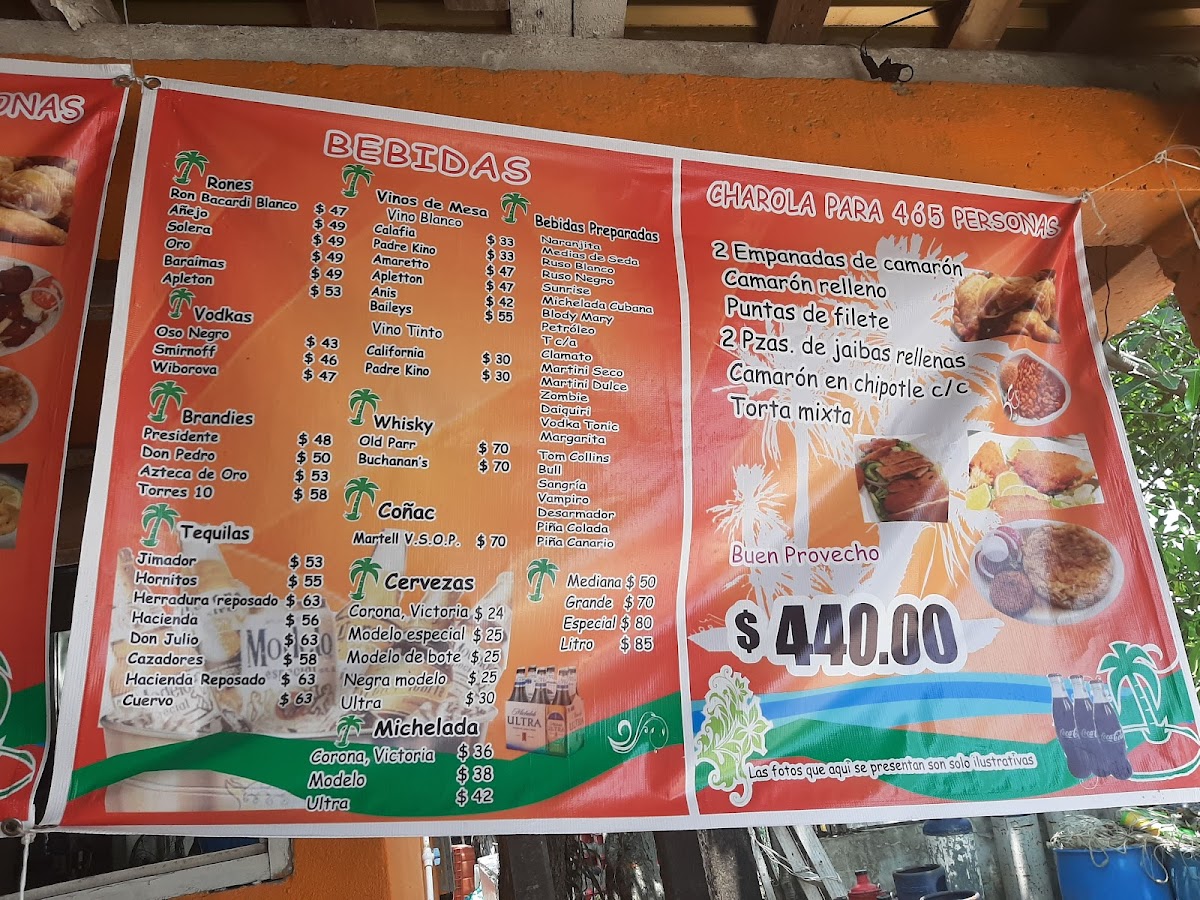 ONAS
BEBIDAS
Rones
Ron Bacardi Blanco $ 47
Añejo $ 49
Solera $ 49
Oro $ 49
Baraimas $ 49
Apleton $ 53
Vodkas
Oso Negro $ 43
Smirnoff $ 46
Wiborova $ 47
Brandies
Presidente $ 48
Don Pedro $ 50
Azteca de Oro $ 53
Torres 10 $ 58
Tequilas
Jimador $ 53
Hornitos $ 55
Herradura reposado $ 63
Hacienda $ 56
Don Julio $ 63
Cazadores $ 58
Hacienda Reposado $ 63
Cuervo $ 63
Vinos de Mesa
Vino Blanco
Calafia $ 33
Padre Kino $ 33
Amaretto $ 47
Apletton $ 47
Anis $ 42
Baileys $ 55
Vino Tinto
California $ 30
Padre Kino $ 30
Whisky
Old Parr $ 70
Buchanan's $ 70
Coñac
Martell V.S.O.P. $ 70
Cervezas
Corona, Victoria $ 24
Modelo especial $ 25
Modelo de bote $ 25
Negra modelo $ 25
Ultra $ 30
Michelada
Corona, Victoria $ 36
Modelo $ 38
Ultra $ 42
Bebidas Preparadas
Naranjita
Medias de Seda
Ruso Blanco
Ruso Negro
Sunrise
Michelada Cubana
Blody Mary
Petróleo
T c/a
Clamato
Martini Seco
Martini Dulce
Zombie
Daiquiri
Vodka Tonic
Margarita
Tom Collins
Bull
Sangría
Vampiro
Desarmador
Piña Colada
Piña Canario
Mediana $ 50
Grande $ 70
Especial $ 80
Litro $ 85
ULTRA
CHAROLA PARA 465 PERSONAS
2 Empanadas de camarón
Camarón relleno
Puntas de filete
2 Pzas. de jaibas rellenas
Camarón en chipotle c/c
Torta mixta
Buen Provecho
$ 440.00
Las fotos que aqui se presentan son solo ilustrativas